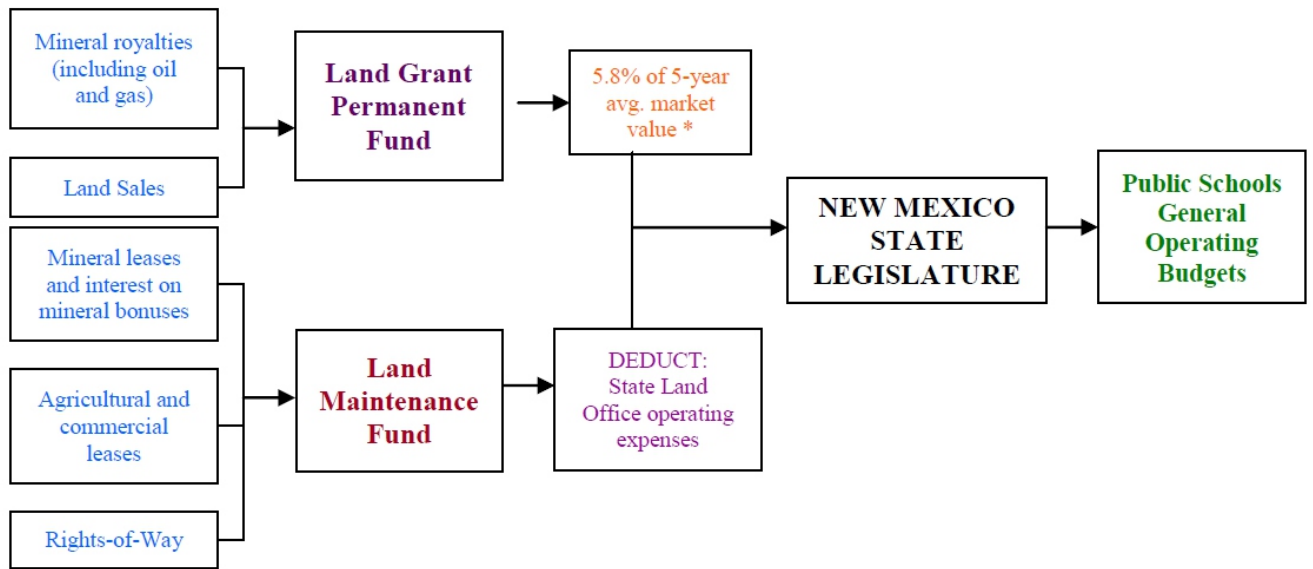 Mineral royalties
(including oil
and gas)
Land Sales
Mineral leases
and interest on
mineral bonuses
Agricultural and
commercial
leases
Rights-of-Way
Land Grant
Permanent
Fund
Land
Maintenance
Fund
5.8% of 5-year
avg. market
value *
DEDUCT:
State Land
Office operating
expenses
NEW MEXICO
STATE
LEGISLATURE
Public Schools
General
Operating
Budgets